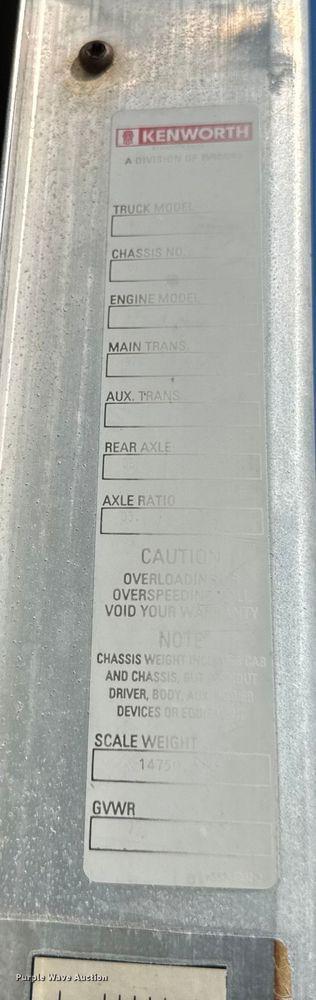 KENWORTH
A DIVISION OF PACCAR
TRUCK MODEL
CHASSIS NO.
ENGINE MODEL
MAIN TRANS.
AUX. TRANS.
REAR AXLE
AXLE RATIO
CAUTION
OVERLOADING
OVERSPEEDING
VOID YOUR WARRANTY
NOTE
CHASSIS WEIGHT INCLUDES CAB
AND CHASSIS, BUT WITHOUT
DRIVER, BODY,
DEVICES OR
SCALE WEIGHT
14750
GVWR
Purple Wave Auction